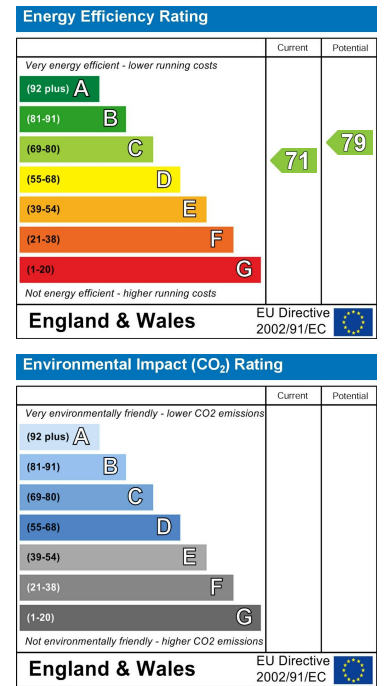 Energy Efficiency Rating
Current Potential
Very energy efficient - lower running costs
(92 plus) A
(81-91) B
(69-80) C
(55-68) D
(39-54) E
(21-38) F
(1-20) G
71
79
Not energy efficient - higher running costs
England & Wales
EU Directive
2002/91/EC
Environmental Impact (CO₂) Rating
Current Potential
Very environmentally friendly - lower CO2 emissions
(92 plus) A
(81-91) B
(69-80) C
(55-68) D
(39-54) E
(21-38) F
(1-20) G
Not environmentally friendly - higher CO2 emissions
England & Wales
EU Directive
2002/91/EC